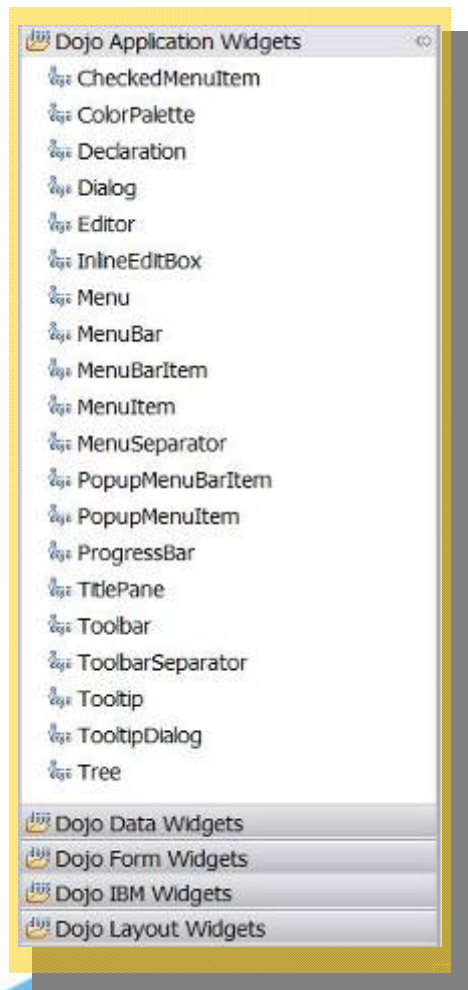 Dojo Application Widgets
CheckedMenuItem
ColorPalette
Declaration
Dialog
Editor
InlineEditBox
Menu
MenuBar
MenuBarItem
MenuItem
MenuSeparator
PopupMenuBarItem
PopupMenuItem
ProgressBar
TitlePane
Toolbar
ToolbarSeparator
Tooltip
TooltipDialog
Tree
Dojo Data Widgets
Dojo Form Widgets
Dojo IBM Widgets
Dojo Layout Widgets